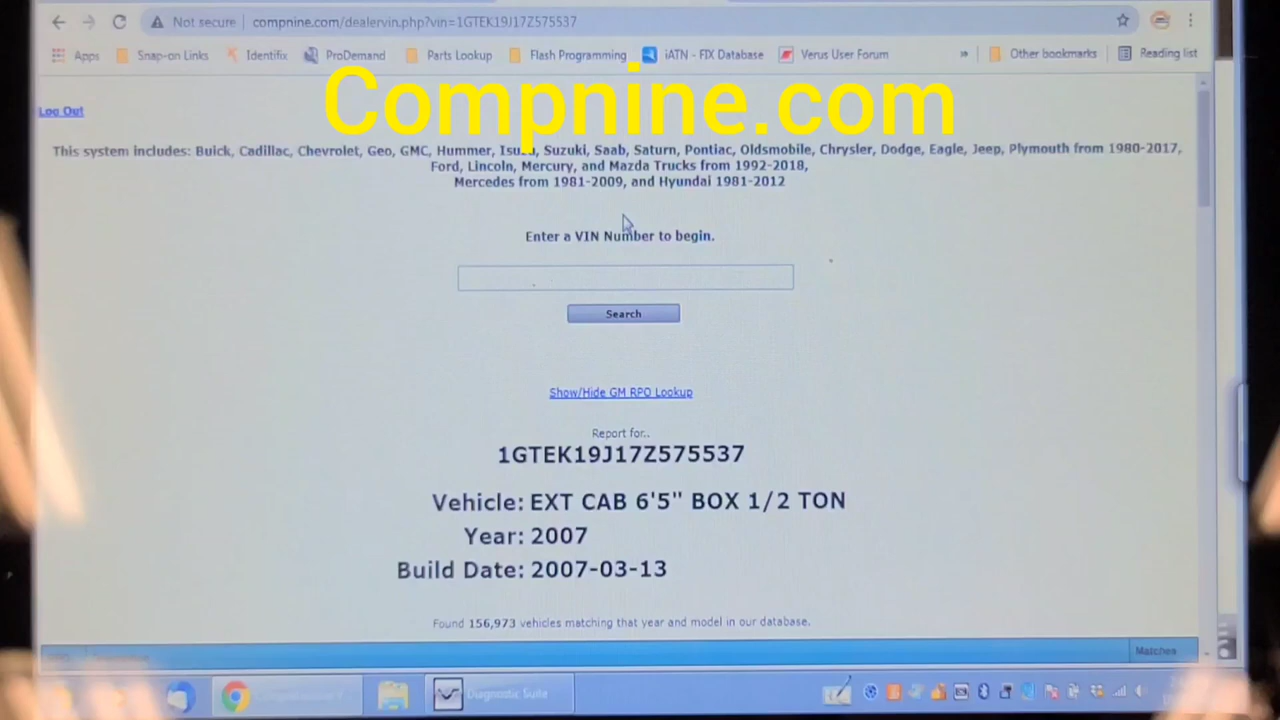 Not secure compnine.com/dealervin.php?vin=1GTEK19J17Z575537
Apps Snap-on Links Identifix ProDemand Parts Lookup Flash Programming iATN - FIX Database Verus User Forum » Other bookmarks Reading list
Compnine.com
Log Out
This system includes: Buick, Cadillac, Chevrolet, Geo, GMC, Hummer, Isuzu, Suzuki, Saab, Saturn, Pontiac, Oldsmobile, Chrysler, Dodge, Eagle, Jeep, Plymouth from 1980-2017,
Ford, Lincoln, Mercury, and Mazda Trucks from 1992-2018,
Mercedes from 1981-2009, and Hyundai 1981-2012
Enter a VIN Number to begin.
Search
Show/Hide GM RPO Lookup
Report for..
1GTEK19J17Z575537
Vehicle: EXT CAB 6'5" BOX 1/2 TON
Year: 2007
Build Date: 2007-03-13
Found 156,973 vehicles matching that year and model in our database.
Matches
Diagnostic Suite